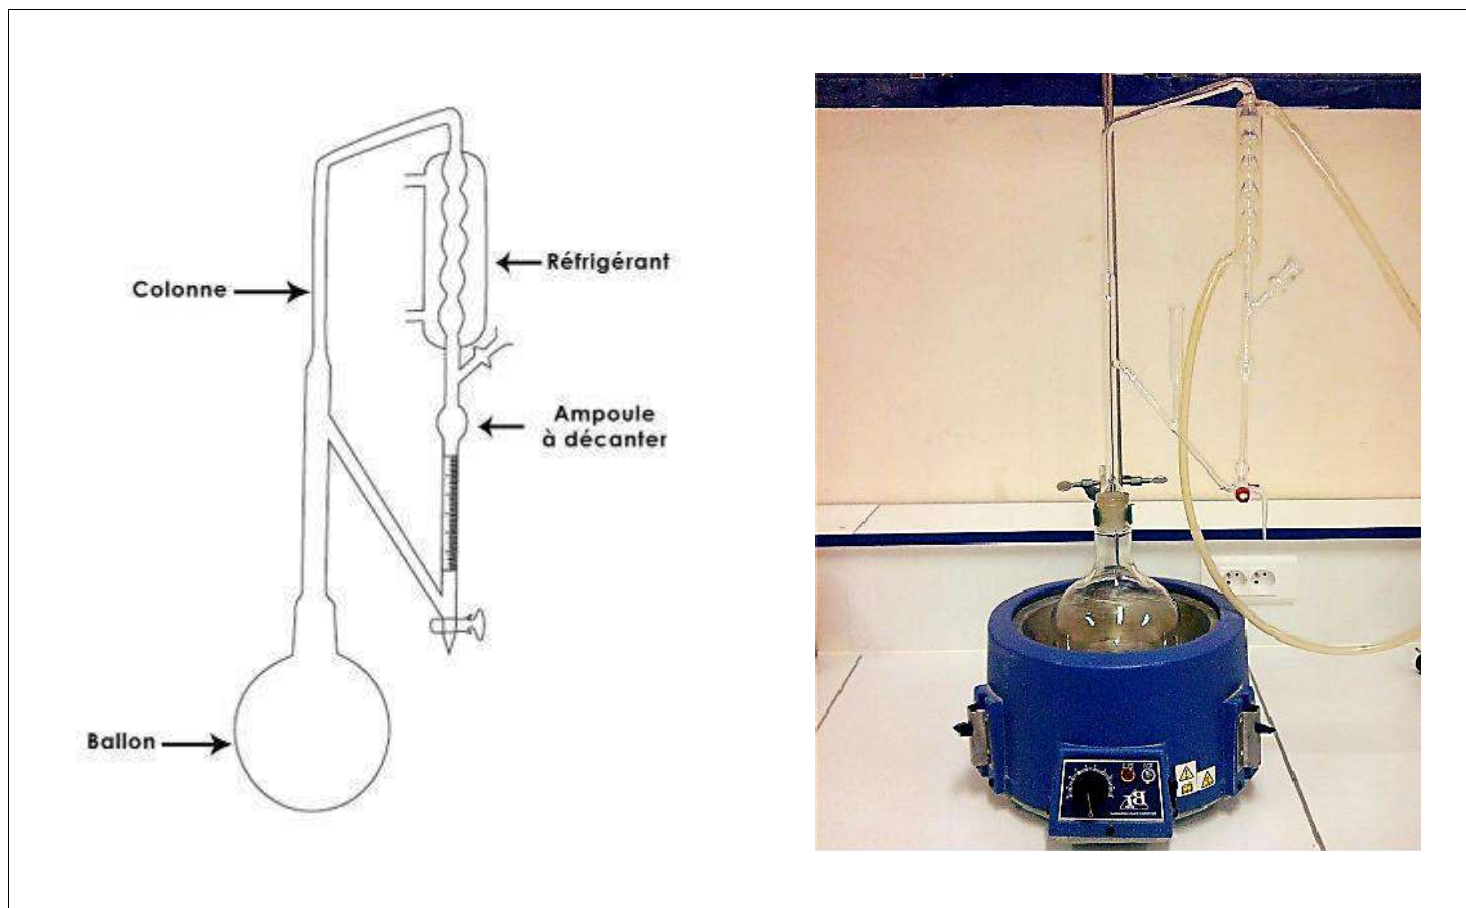 Réfrigérant
Colonne
Ampoule
à décanter
Ballon